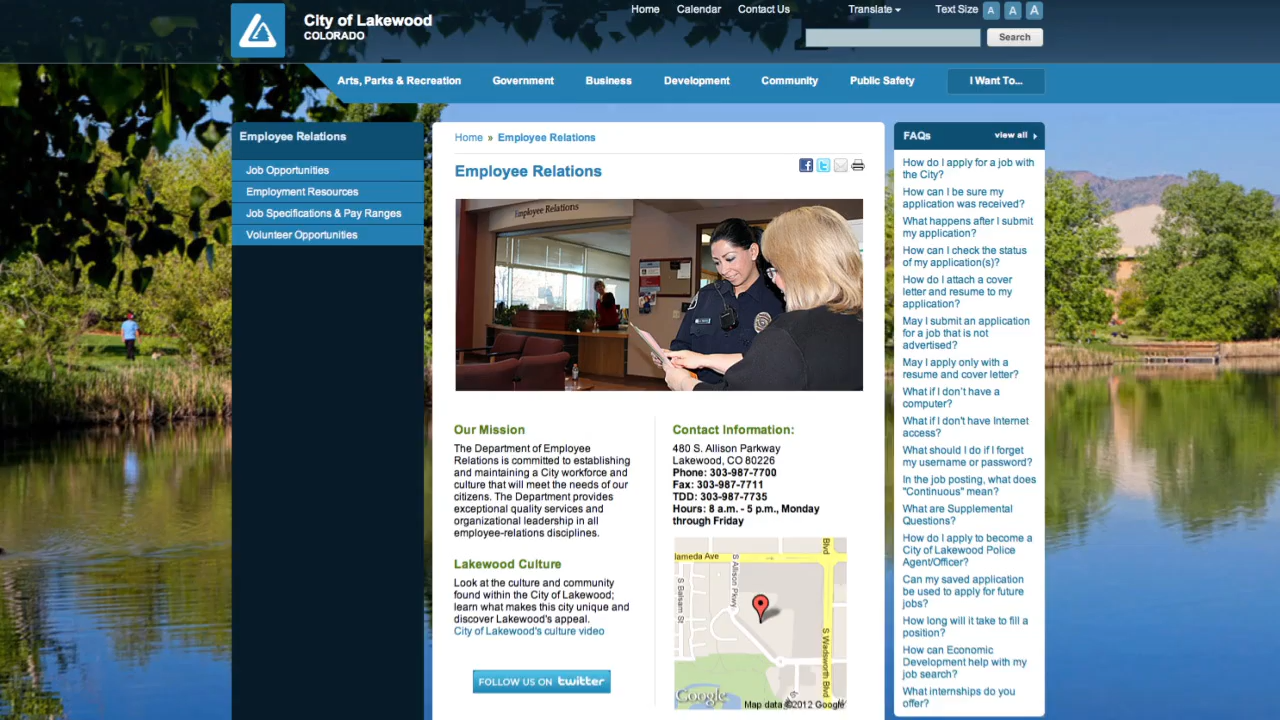 City of Lakewood
COLORADO
Home
Calendar
Contact Us
Translate
Text Size A A A
Search
Arts, Parks & Recreation
Government
Business
Development
Community
Public Safety
I Want To...
Employee Relations
Job Opportunities
Employment Resources
Job Specifications & Pay Ranges
Volunteer Opportunities
Home » Employee Relations
Employee Relations
Employee Relations
Our Mission
The Department of Employee
Relations is committed to establishing
and maintaining a City workforce and
culture that will meet the needs of our
citizens. The Department provides
exceptional quality services and
organizational leadership in all
employee-relations disciplines.
Lakewood Culture
Look at the culture and community
found within the City of Lakewood;
learn what makes this city unique and
discover Lakewood's appeal.
City of Lakewood's culture video
FOLLOW US ON twitter
Contact Information:
480 S. Allison Parkway
Lakewood, CO 80226
Phone: 303-987-7700
Fax: 303-987-7711
TDD: 303-987-7735
Hours: 8 a.m. - 5 p.m., Monday
through Friday
lameda Ave
S Allison Pkwy
S Balsam St
Blvd
S Wadsworth Blvd
Google
Map data ©2012 Google
FAQs
view all
How do I apply for a job with
the City?
How can I be sure my
application was received?
What happens after I submit
my application?
How can I check the status
of my application(s)?
How do I attach a cover
letter and resume to my
application?
May I submit an application
for a job that is not
advertised?
May I apply only with a
resume and cover letter?
What if I don't have a
computer?
What if I don't have Internet
access?
What should I do if I forget
my username or password?
In the job posting, what does
"Continuous" mean?
What are Supplemental
Questions?
How do I apply to become a
City of Lakewood Police
Agent/Officer?
Can my saved application
be used to apply for future
jobs?
How long will it take to fill a
position?
How can Economic
Development help with my
job search?
What internships do you
offer?